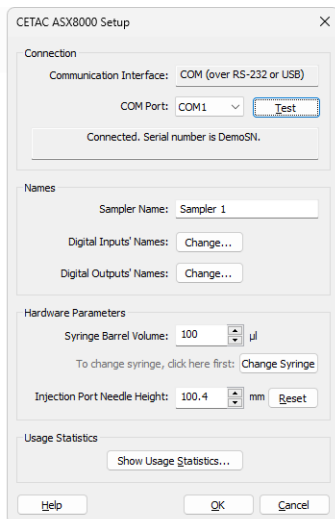 CETAC ASX8000 Setup
Connection
Communication Interface: COM (over RS-232 or USB)
COM Port: COM1 Test
Connected. Serial number is DemoSN.
Names
Sampler Name: Sampler 1
Digital Inputs' Names: Change...
Digital Outputs' Names: Change...
Hardware Parameters
Syringe Barrel Volume: 100 µl
To change syringe, click here first: Change Syringe
Injection Port Needle Height: 100.4 mm Reset
Usage Statistics
Show Usage Statistics...
Help OK Cancel